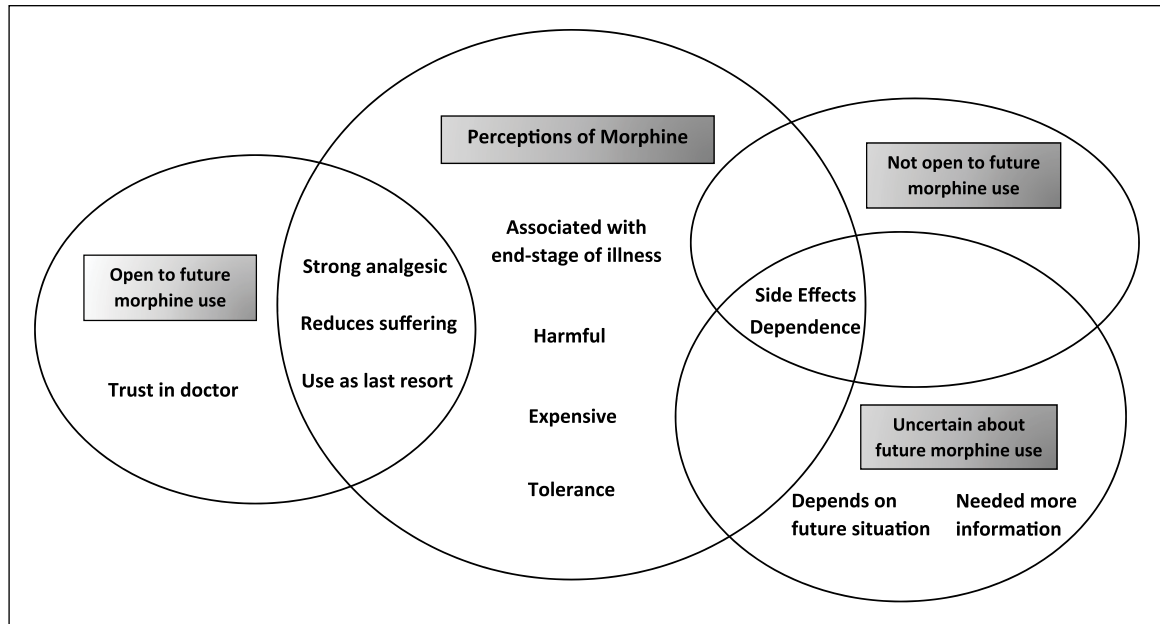 Perceptions of Morphine
Not open to future
morphine use
Associated with
end-stage of illness
Open to future
morphine use
Strong analgesic
Reduces suffering
Use as last resort
Trust in doctor
Side Effects
Dependence
Harmful
Expensive
Tolerance
Uncertain about
future morphine use
Depends on
future situation
Needed more
information